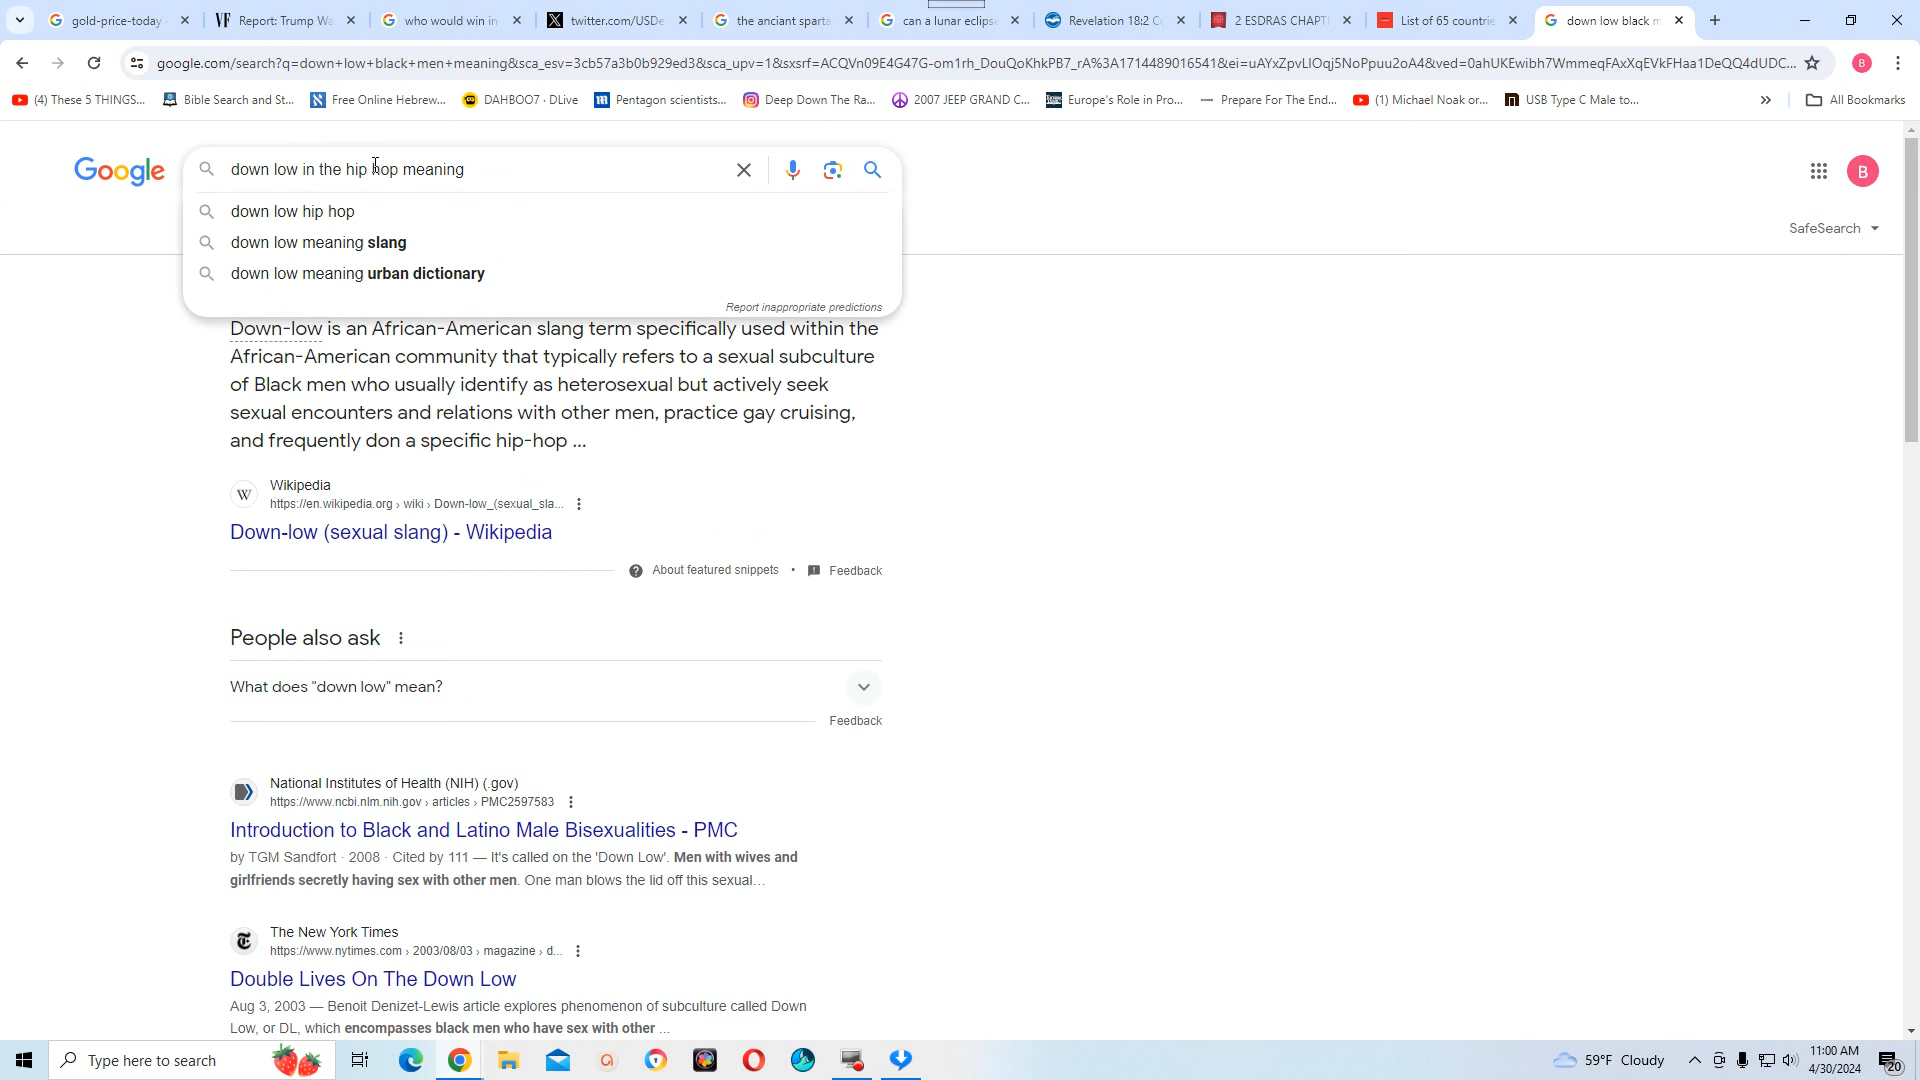 gold-price-today
Report: Trump Wa
who would win in
twitter.com/USDe
the anciant sparta
can a lunar eclips
Revelation 18:2 C
2 ESDRAS CHAPT
List of 65 countrie
down low black m
google.com/search?q=down+low+black+men+meaning&sca_esv=3cb57a3b0b929ed3&sca_upv=1&sxsrf=ACQVn09E4G47G-om1rh_DouQoKhkPB7_rA%3A1714489016541&ei=uAYxZpvLIOqj5NoPpuu2oA4&ved=0ahUKEwibh7WmmeqFAxXqEVkFHaa1DeQQ4dUDC...
B
(4) These 5 THINGS...
Bible Search and St...
Free Online Hebrew...
DAHBOO7 · DLive
Pentagon scientists...
Deep Down The Ra...
2007 JEEP GRAND C...
Europe's Role in Pro...
Prepare For The End...
(1) Michael Noak or...
USB Type C Male to...
»
All Bookmarks
Google
down low in the hip hop meaning
B
down low hip hop
down low meaning slang
down low meaning urban dictionary
Report inappropriate predictions
SafeSearch
Down-low is an African-American slang term specifically used within the
African-American community that typically refers to a sexual subculture
of Black men who usually identify as heterosexual but actively seek
sexual encounters and relations with other men, practice gay cruising,
and frequently don a specific hip-hop ...
W
Wikipedia
https://en.wikipedia.org › wiki › Down-low_(sexual_sla...
Down-low (sexual slang) - Wikipedia
About featured snippets • Feedback
People also ask
What does "down low" mean?
Feedback
National Institutes of Health (NIH) (.gov)
https://www.ncbi.nlm.nih.gov › articles › PMC2597583
Introduction to Black and Latino Male Bisexualities - PMC
by TGM Sandfort · 2008 · Cited by 111 — It's called on the 'Down Low'. Men with wives and
girlfriends secretly having sex with other men. One man blows the lid off this sexual...
The New York Times
https://www.nytimes.com › 2003/08/03 › magazine › d...
Double Lives On The Down Low
Aug 3, 2003 — Benoit Denizet-Lewis article explores phenomenon of subculture called Down
Low, or DL, which encompasses black men who have sex with other ...
Type here to search
59°F Cloudy
11:00 AM
4/30/2024
20